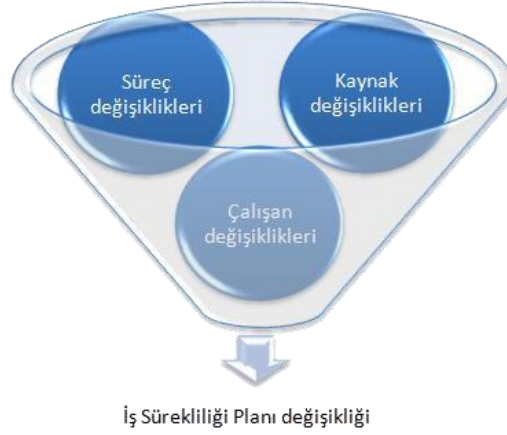 Süreç
değişiklikleri
Kaynak
değişiklikleri
Çalışan
değişiklikleri
İş Sürekliliği Planı değişikliği